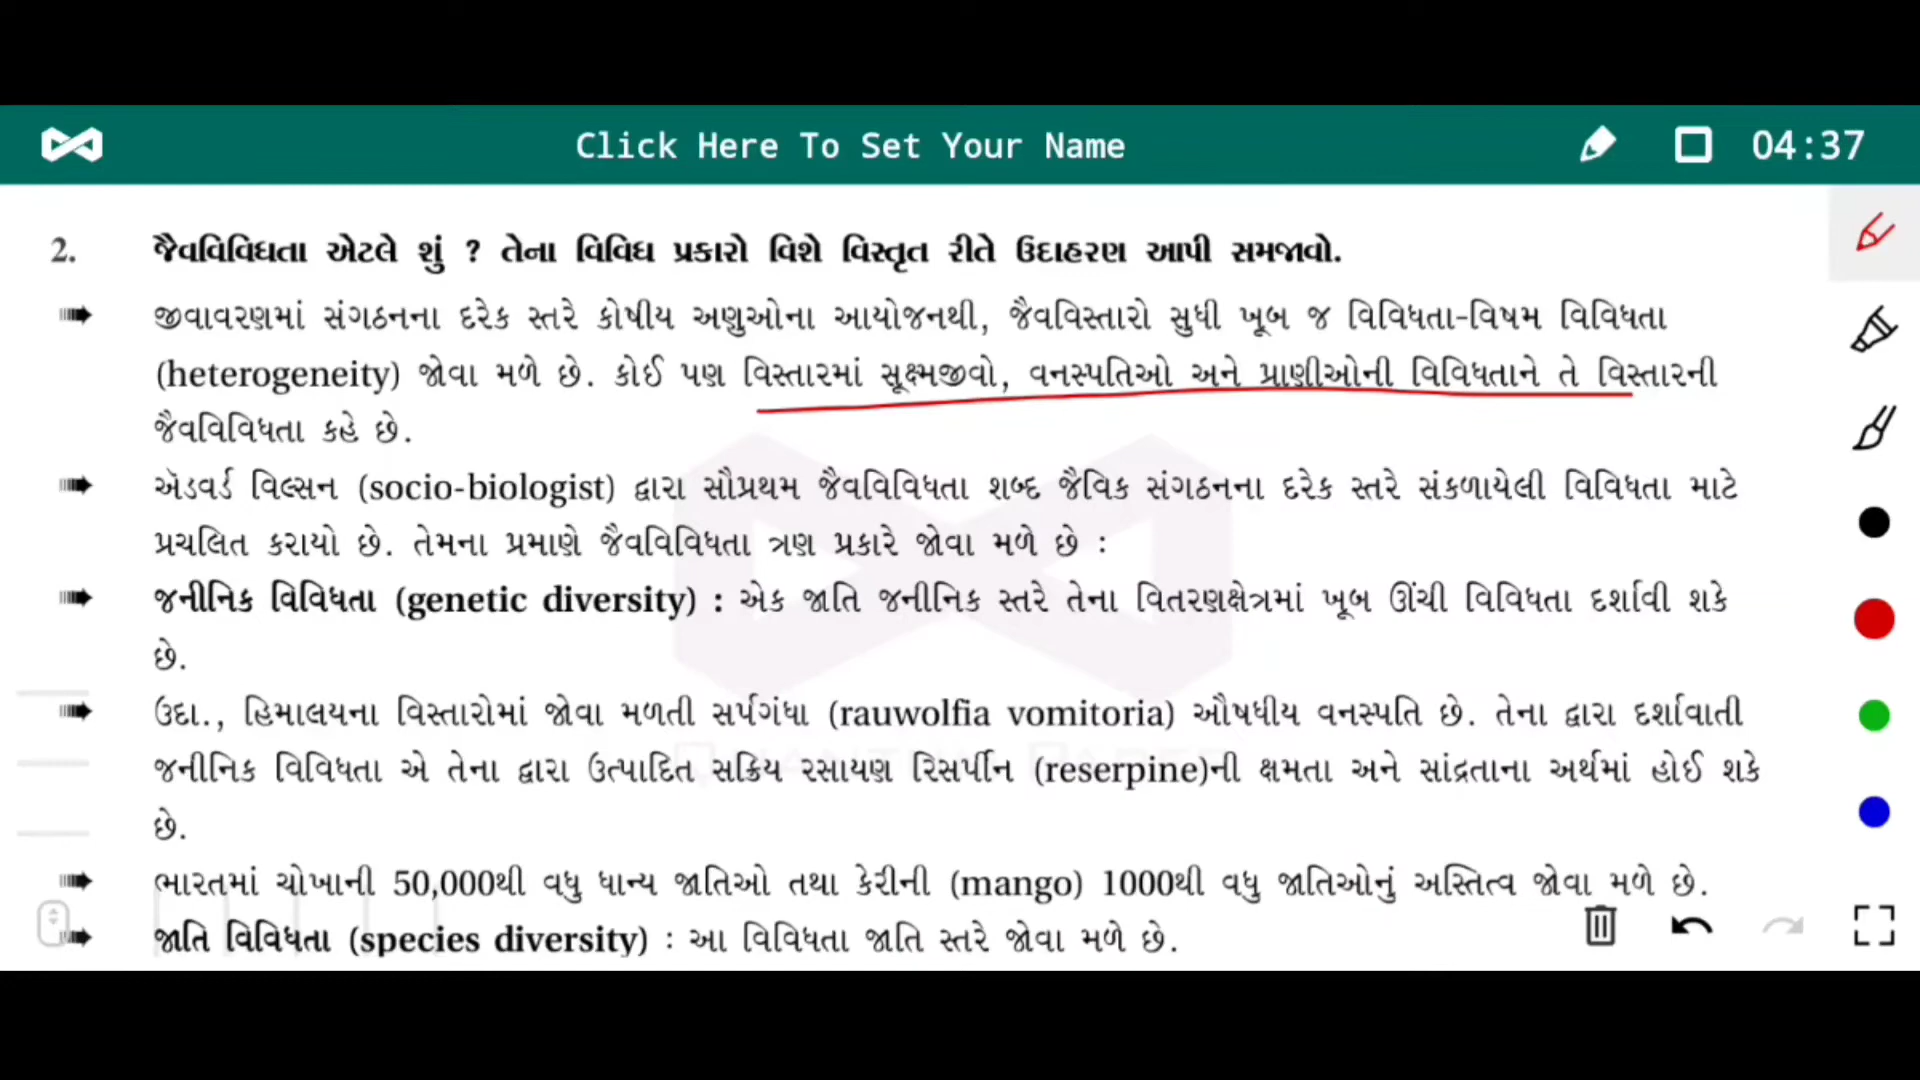 Click Here To Set Your Name
04:37
2. જૈવવિવિધતા એટલે શું ? તેના વિવિધ પ્રકારો વિશે વિસ્તૃત રીતે ઉદાહરણ આપી સમજાવો.
જીવાવરણમાં સંગઠનના દરેક સ્તરે કોષીય અણુઓના આયોજનથી, જૈવવિસ્તારો સુધી ખૂબ જ વિવિધતા-વિષમ વિવિધતા
(heterogeneity) જોવા મળે છે. કોઈ પણ વિસ્તારમાં સૂક્ષ્મજીવો, વનસ્પતિઓ અને પ્રાણીઓની વિવિધતાને તે વિસ્તારની
જૈવવિવિધતા કહે છે.
ઍડવર્ડ વિલ્સન (socio-biologist) દ્વારા સૌપ્રથમ જૈવવિવિધતા શબ્દ જૈવિક સંગઠનના દરેક સ્તરે સંકળાયેલી વિવિધતા માટે
પ્રચલિત કરાયો છે. તેમના પ્રમાણે જૈવવિવિધતા ત્રણ પ્રકારે જોવા મળે છે :
જનીનિક વિવિધતા (genetic diversity) : એક જાતિ જનીનિક સ્તરે તેના વિતરણક્ષેત્રમાં ખૂબ ઊંચી વિવિધતા દર્શાવી શકે
છે.
ઉદા., હિમાલયના વિસ્તારોમાં જોવા મળતી સર્પગંધા (rauwolfia vomitoria) ઔષધીય વનસ્પતિ છે. તેના દ્વારા દર્શાવાતી
જનીનિક વિવિધતા એ તેના દ્વારા ઉત્પાદિત સક્રિય રસાયણ રિસર્પીન (reserpine)ની ક્ષમતા અને સાંદ્રતાના અર્થમાં હોઈ શકે
છે.
ભારતમાં ચોખાની 50,000થી વધુ ધાન્ય જાતિઓ તથા કેરીની (mango) 1000થી વધુ જાતિઓનું અસ્તિત્વ જોવા મળે છે.
જાતિ વિવિધતા (species diversity) : આ વિવિધતા જાતિ સ્તરે જોવા મળે છે.